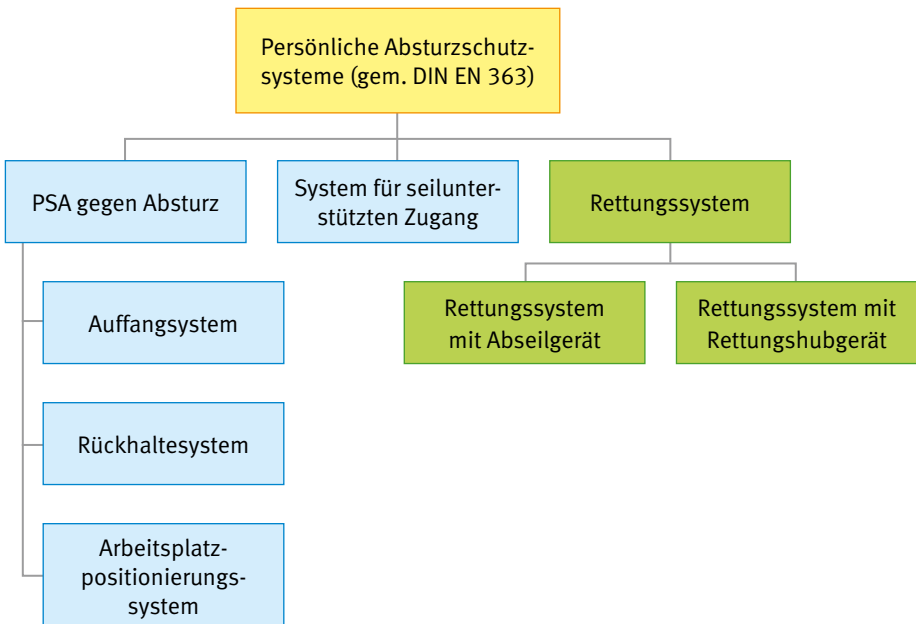 Persönliche Absturzschutz-
systeme (gem. DIN EN 363)
PSA gegen Absturz
System für seilunter-
stützten Zugang
Rettungssystem
Auffangsystem
Rettungssystem
mit Abseilgerät
Rettungssystem mit
Rettungshubgerät
Rückhaltesystem
Arbeitsplatz-
positionierungs-
system